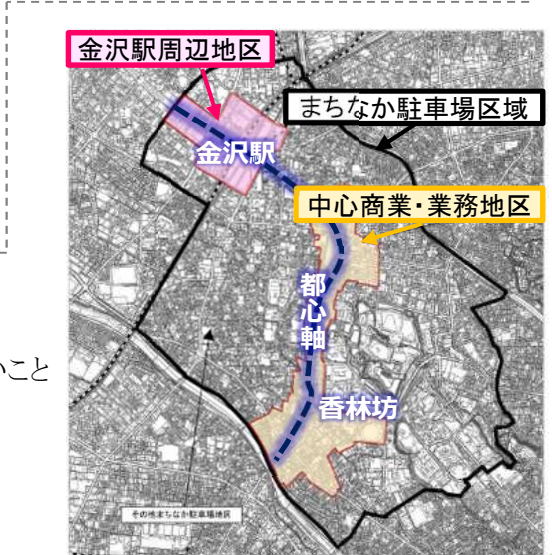 金沢駅周辺地区
まちなか駐車場区域
金沢駅
中心商業・業務地区
都心軸
いこと
香林坊
その他まちなか駐車場地区